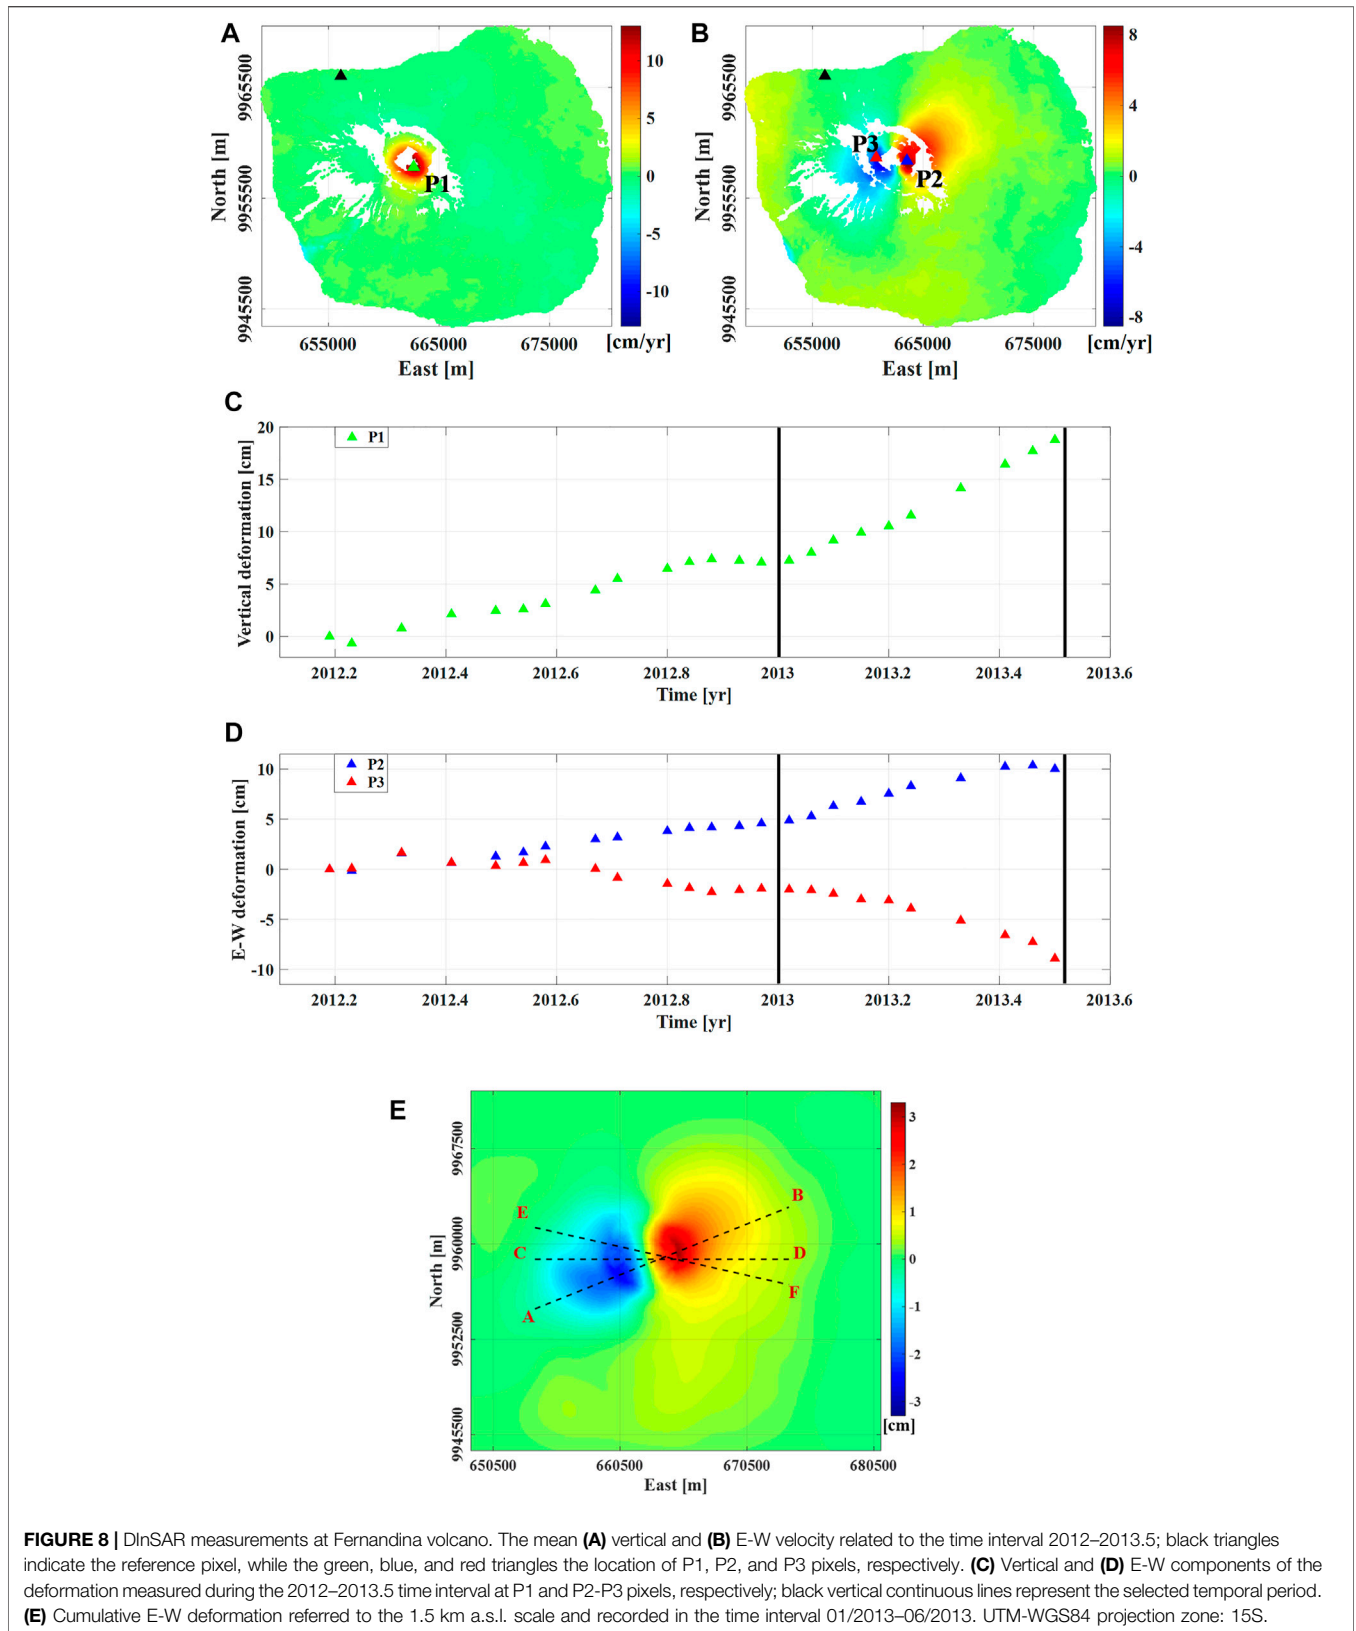 A
B
9965500
9955500
9945500
North [m]
P1
10
5
0
-5
-10
655000 665000 675000 [cm/yr]
East [m]
9965500
9955500
9945500
North [m]
P3
P2
8
4
0
-4
-8
655000 665000 675000 [cm/yr]
East [m]
C
P1
20
15
10
5
0
Vertical deformation [cm]
2012.2 2012.4 2012.6 2012.8 2013 2013.2 2013.4 2013.6
Time [yr]
D
P2
P3
10
5
0
-5
-10
E-W deformation [cm]
2012.2 2012.4 2012.6 2012.8 2013 2013.2 2013.4 2013.6
Time [yr]
E
9967500
9960000
9952500
9945500
North [m]
E
B
C
D
F
A
3
2
1
0
-1
-2
-3
[cm]
650500 660500 670500 680500
East [m]
FIGURE 8 | DInSAR measurements at Fernandina volcano. The mean (A) vertical and (B) E-W velocity related to the time interval 2012–2013.5; black triangles
indicate the reference pixel, while the green, blue, and red triangles the location of P1, P2, and P3 pixels, respectively. (C) Vertical and (D) E-W components of the
deformation measured during the 2012–2013.5 time interval at P1 and P2-P3 pixels, respectively; black vertical continuous lines represent the selected temporal period.
(E) Cumulative E-W deformation referred to the 1.5 km a.s.l. scale and recorded in the time interval 01/2013–06/2013. UTM-WGS84 projection zone: 15S.